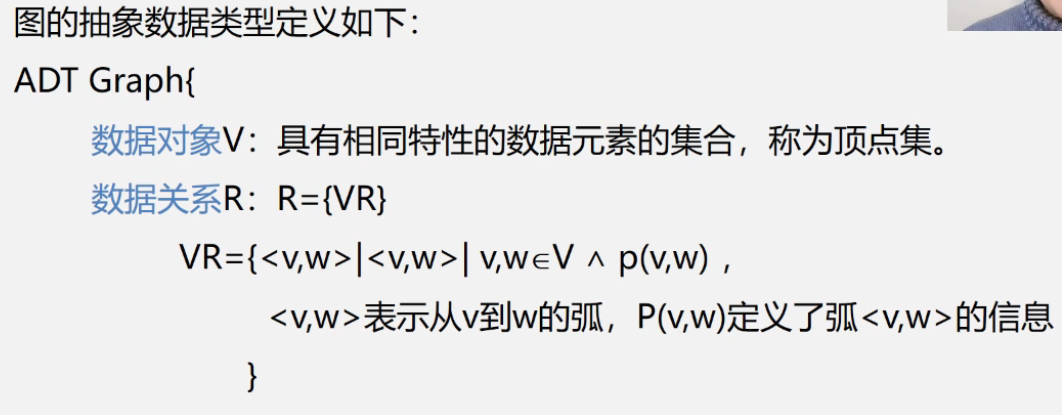 图的抽象数据类型定义如下：
ADT Graph{
数据对象V：具有相同特性的数据元素的集合，称为顶点集。
数据关系R：R={VR}
VR={<v,w>|<v,w>| v,w∈V ∧ p(v,w) ，
<v,w>表示从v到w的弧，P(v,w)定义了弧<v,w>的信息
}